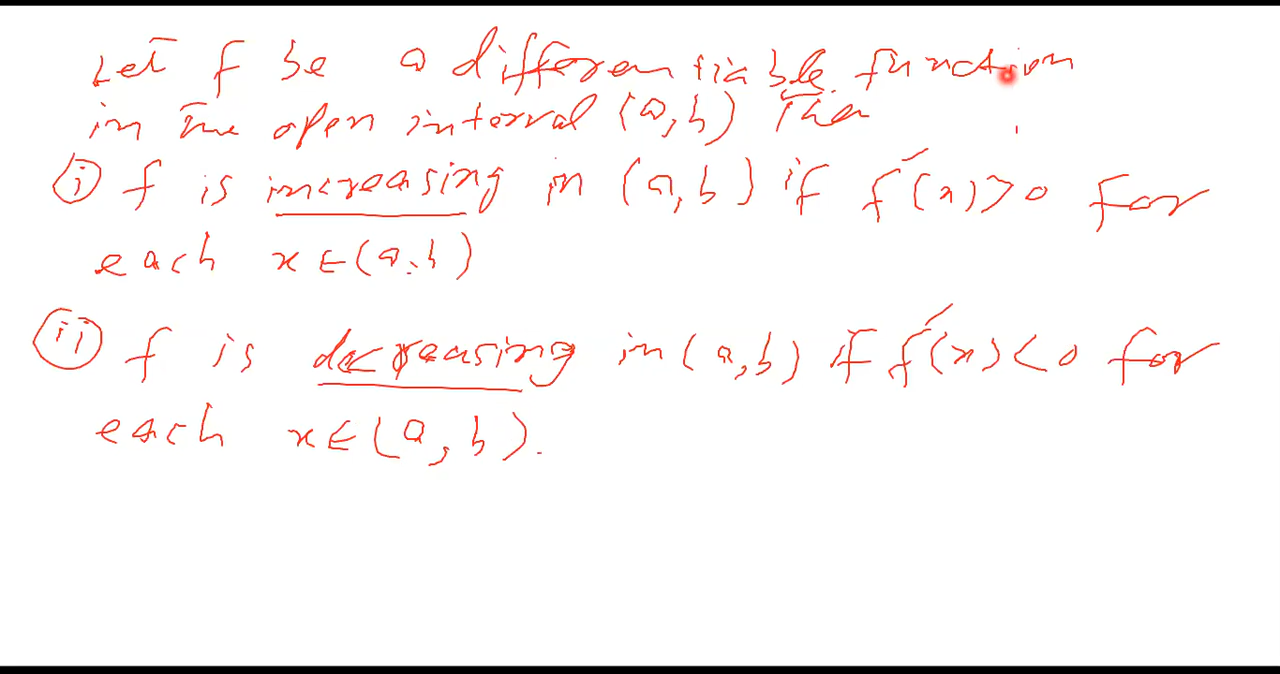 Let f be a differentiable function
in the open interval (a,b) Then
(i) f is increasing in (a,b) if f'(x)>0 for
each x∈(a,b)
(ii) f is decreasing in (a,b) if f'(x)<0 for
each x∈(a,b).